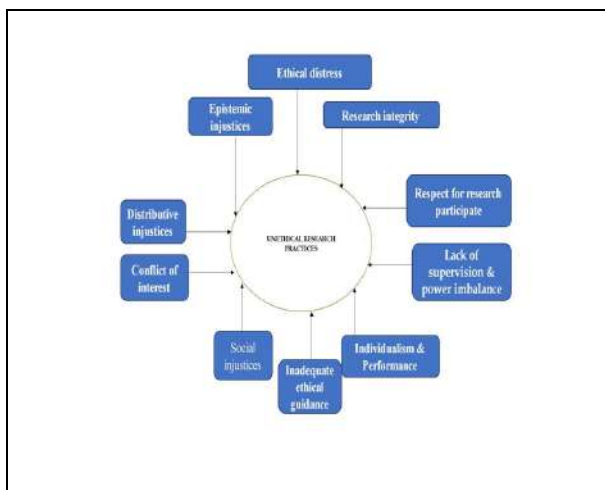 Ethical distress
Epistemic
injustices
Research integrity
Respect for research
participate
Distributive
injustices
UNETHICAL RESEARCH
PRACTICES
Lack of
supervision &
power imbalance
Conflict of
interest
Social
injustices
Individualism &
Performance
Inadequate
ethical
guidance